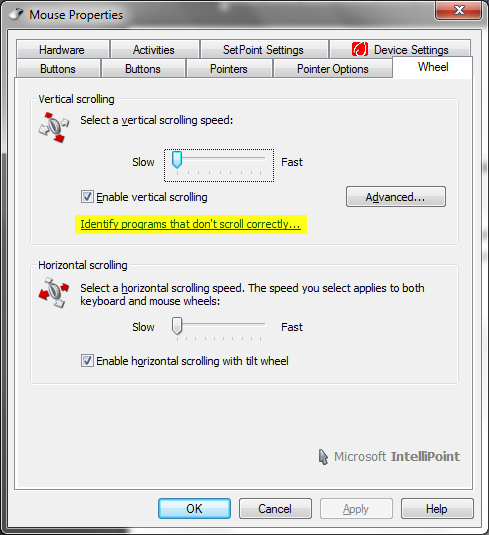 Mouse Properties
Hardware Activities SetPoint Settings Device Settings
Buttons Buttons Pointers Pointer Options Wheel
Vertical scrolling
Select a vertical scrolling speed:
Slow Fast
Enable vertical scrolling Advanced...
Identify programs that don't scroll correctly...
Horizontal scrolling
Select a horizontal scrolling speed. The speed you select applies to both
keyboard and mouse wheels:
Slow Fast
Enable horizontal scrolling with tilt wheel
Microsoft IntelliPoint
OK Cancel Apply Help